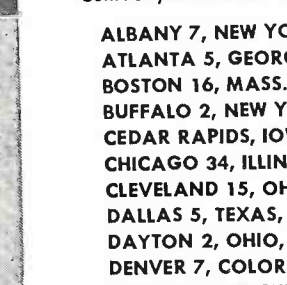 ALBANY 7, NEW YO
ATLANTA 5, GEORG
BOSTON 16, MASS.
BUFFALO 2, NEW Y
CEDAR RAPIDS, IOW
CHICAGO 34, ILLIN
CLEVELAND 15, OH
DALLAS 5, TEXAS,
DAYTON 2, OHIO,
DENVER 7, COLOR